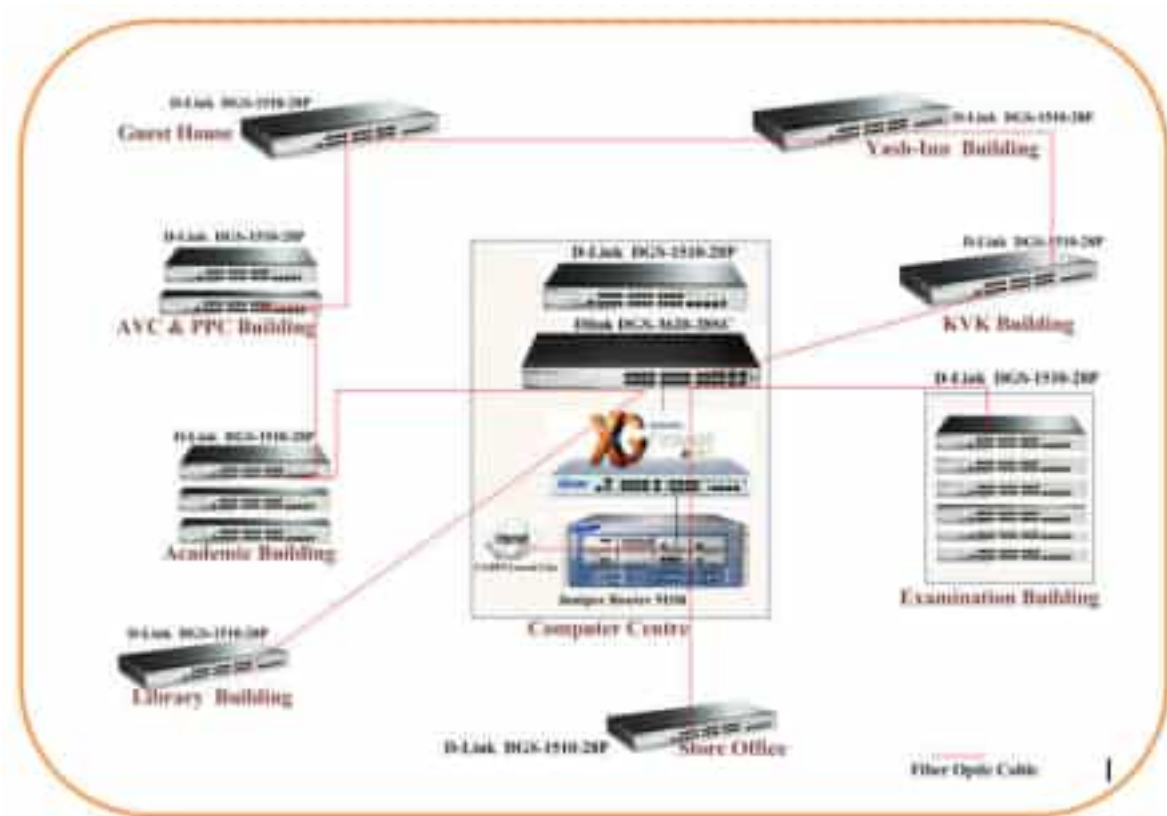 D-Link DGS-1510-28P
Guest House
D-Link DGS-1510-28P
Yash-Inn Building
D-Link DGS-1510-28P
AVC & PPC Building
D-Link DGS-1510-28P
Dlink DGS-3620-28SC
D-Link DGS-1510-28P
KVK Building
D-Link DGS-1510-28P
XG
D-Link DGS-1510-28P
Academic Building
Juniper Router
Examination Building
Computer Centre
D-Link DGS-1510-28P
Library Building
D-Link DGS-1510-28P
Store Office
Fiber Optic Cable